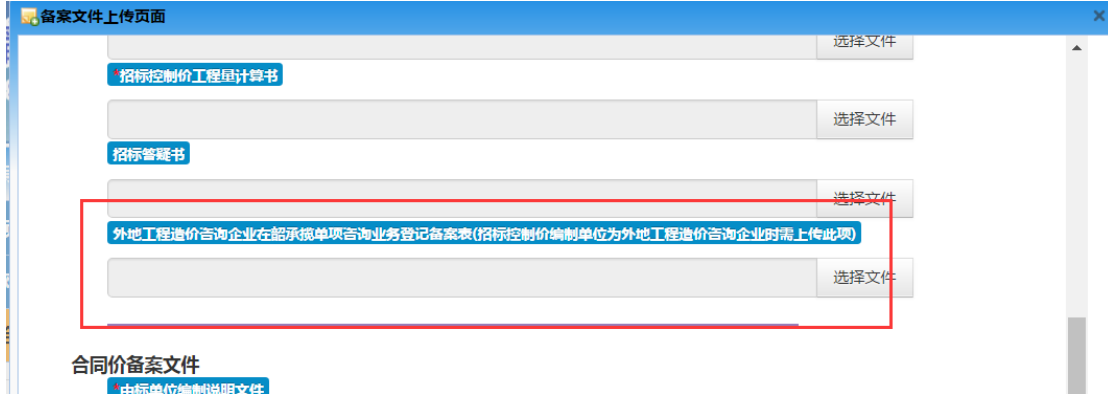 备案文件上传页面
选择文件
*招标控制价工程量计算书
选择文件
招标答疑书
选择文件
外地工程造价咨询企业在韶承揽单项咨询业务登记备案表(招标控制价编制单位为外地工程造价咨询企业时需上传此项)
选择文件
合同价备案文件
*中标单位编制说明文件